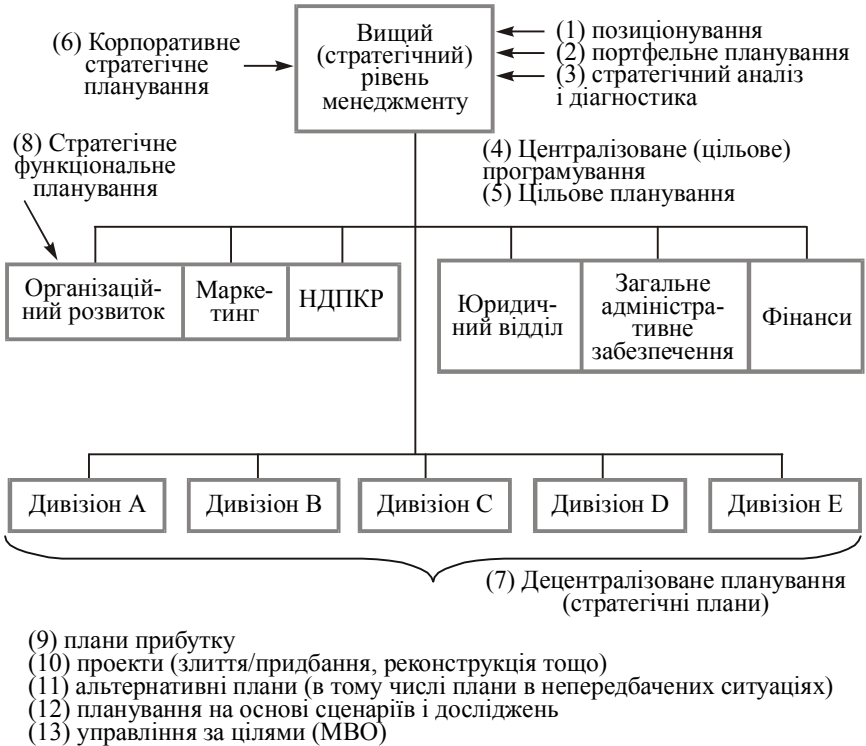 (6) Корпоративне
стратегічне
планування
Вищий
(стратегічний)
рівень
менеджменту
(1) позиціонування
(2) портфельне планування
(3) стратегічний аналіз
і діагностика
(8) Стратегічне
функціональне
планування
(4) Централізоване (цільове)
програмування
(5) Цільове планування
Організацій-
ний розвиток
Марке-
тинг
НДПКР
Юридич-
ний відділ
Загальне
адміністра-
тивне
забезпечення
Фінанси
Дивізіон A
Дивізіон B
Дивізіон C
Дивізіон D
Дивізіон E
(7) Децентралізоване планування
(стратегічні плани)
(9) плани прибутку
(10) проекти (злиття/придбання, реконструкція тощо)
(11) альтернативні плани (в тому числі плани в непередбачених ситуаціях)
(12) планування на основі сценаріїв і досліджень
(13) управління за цілями (МВО)